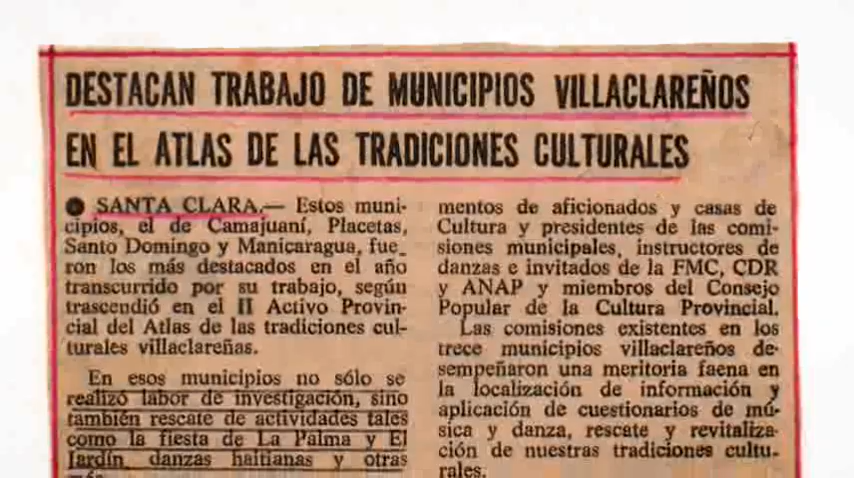 DESTACAN TRABAJO DE MUNICIPIOS VILLACLAREÑOS
EN EL ATLAS DE LAS TRADICIONES CULTURALES
● SANTA CLARA.— Estos muni-
cipios, el de Camajuaní, Placetas,
Santo Domingo y Manicaragua, fue_
ron los más destacados en el año
transcurrido por su trabajo, según
trascendió en el II Activo Provin-
cial del Atlas de las tradiciones cul-
turales villaclareñas.
En esos municipios no sólo se
realizó labor de investigación, sino
también rescate de actividades tales
como la fiesta de La Palma y El
Jardín, danzas haitianas y otras
mentos de aficionados y casas de
Cultura y presidentes de las comi-
siones municipales, instructores de
danzas e invitados de la FMC, CDR
y ANAP y miembros del Consejo
Popular de la Cultura Provincial.
Las comisiones existentes en los
trece municipios villaclareños de-
sempeñaron una meritoria faena en
la localización de información y
aplicación de cuestionarios de mú-
sica y danza, rescate y revitaliza-
ción de nuestras tradiciones cultu-
rales.